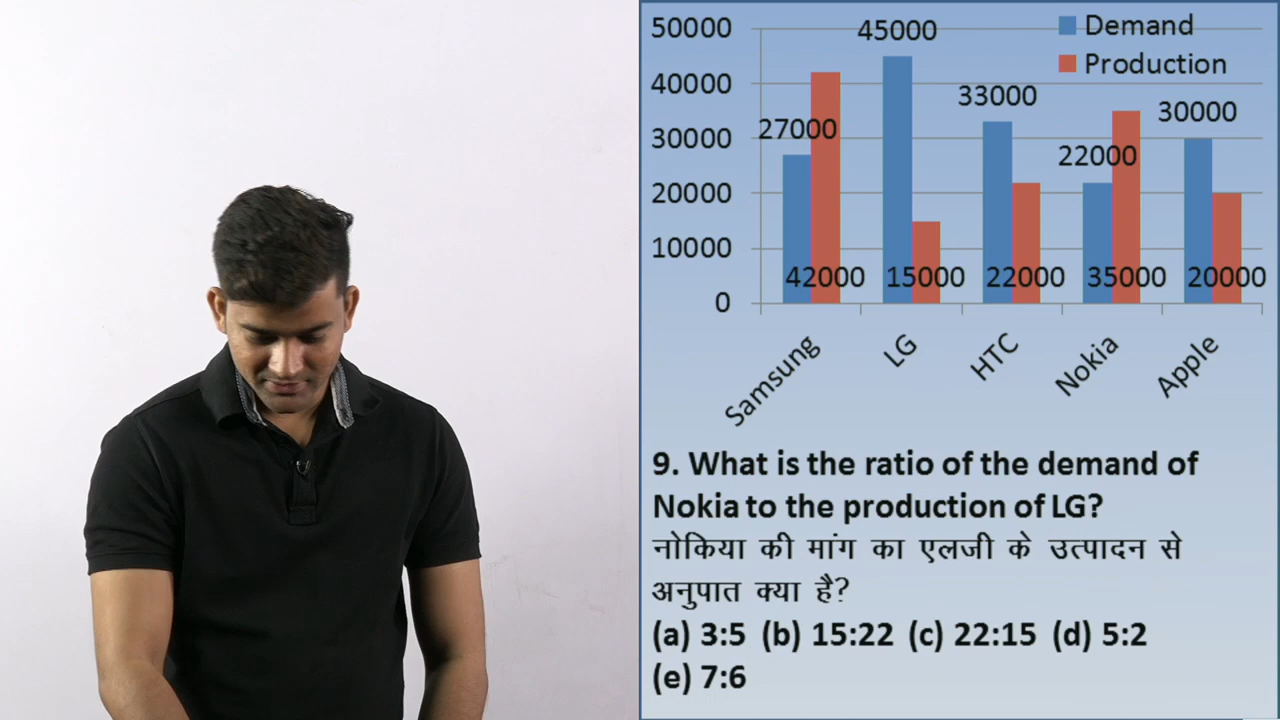 50000
40000
30000
20000
10000
0
Demand
Production
27000
45000
33000
22000
30000
42000
15000
22000
35000
20000
Samsung
LG
HTC
Nokia
Apple
9. What is the ratio of the demand of
Nokia to the production of LG?
नोकिया की मांग का एलजी के उत्पादन से
अनुपात क्या है?
(a) 3:5 (b) 15:22 (c) 22:15 (d) 5:2
(e) 7:6